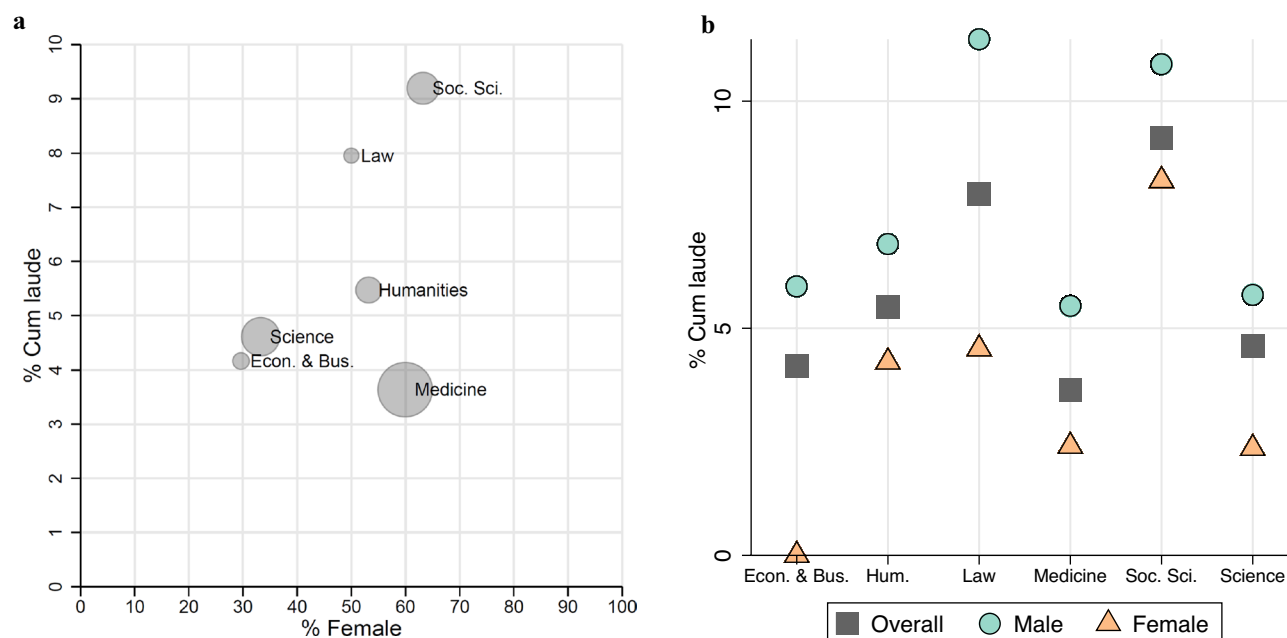 a
10
9
8
7
6
5
4
3
2
1
0
% Cum laude
Soc. Sci.
Law
Humanities
Science
Econ. & Bus.
Medicine
0 10 20 30 40 50 60 70 80 90 100
% Female
b
10
5
0
% Cum laude
Econ. & Bus. Hum. Law Medicine Soc. Sci. Science
Overall Male Female